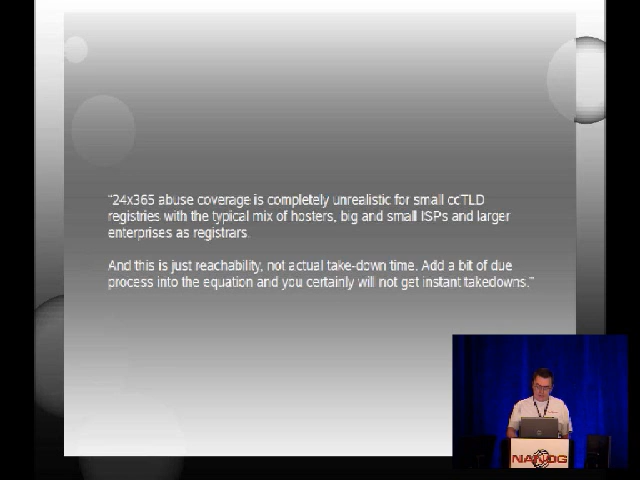 “24x365 abuse coverage is completely unrealistic for small ccTLD
registries with the typical mix of hosters, big and small ISPs and larger
enterprises as registrars.
And this is just reachability, not actual take-down time. Add a bit of due
process into the equation and you certainly will not get instant takedowns.”
NANOG